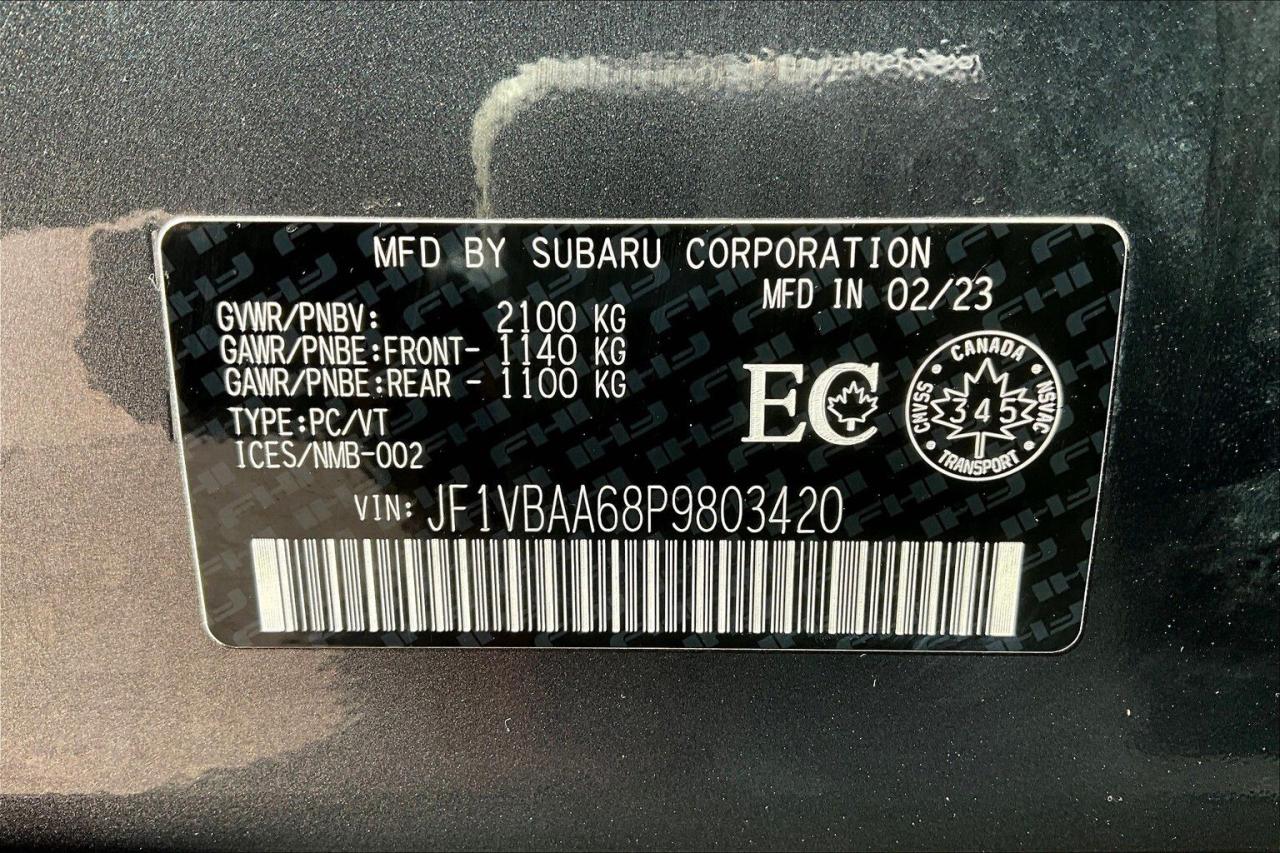 MFD BY SUBARU CORPORATION
MFD IN 02/23
GVWR/PNBV: 2100 KG
GAWR/PNBE:FRONT- 1140 KG
GAWR/PNBE:REAR - 1100 KG
TYPE:PC/VT
ICES/NMB-002
EC
CANADA
CMVSS
345
NSVAC
TRANSPORT
VIN: JF1VBAA68P9803420
FHI